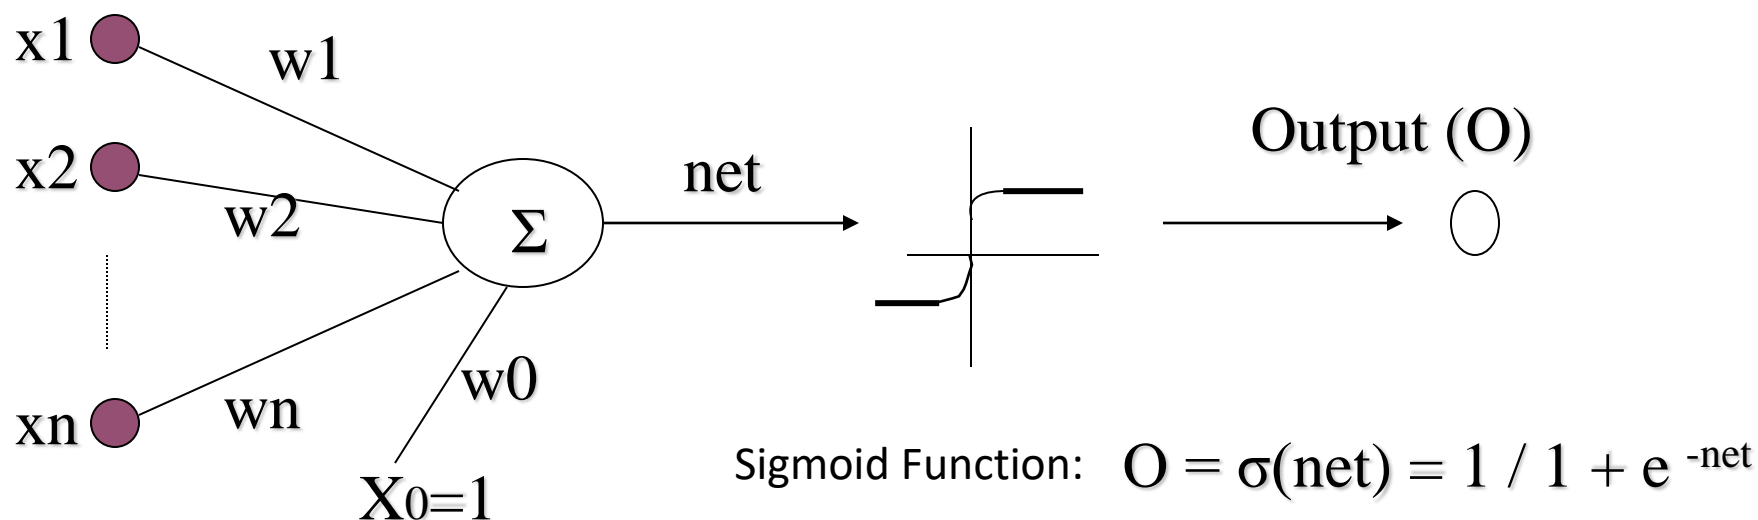 x1
w1
Output (O)
x2
net
w2
Σ
w0
wn
xn
Sigmoid Function: O = σ(net) = 1 / 1 + e -net
X0=1